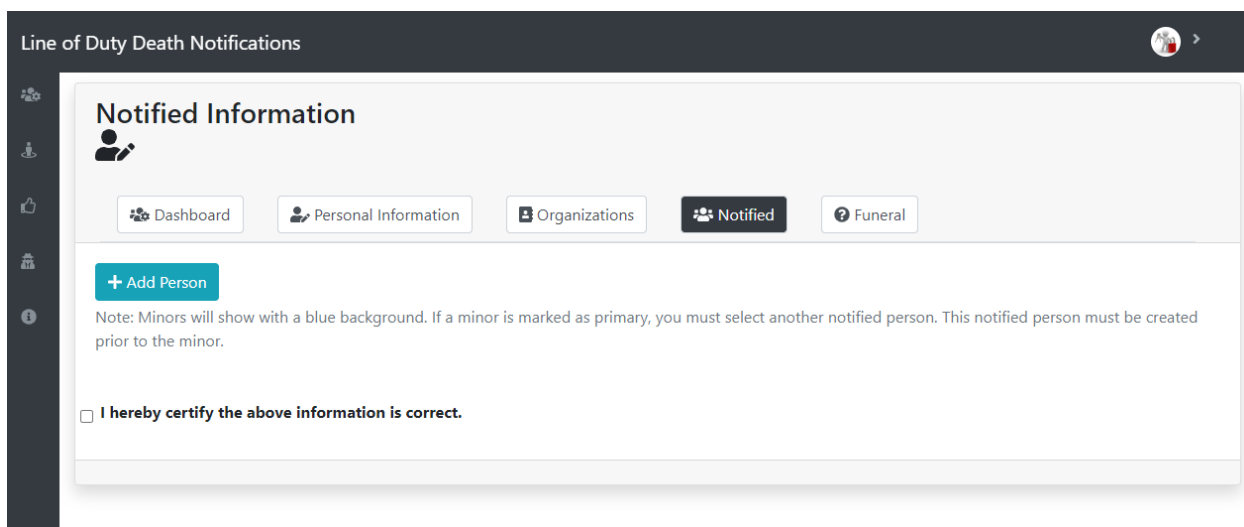 Line of Duty Death Notifications
Notified Information
Dashboard
Personal Information
Organizations
Notified
Funeral
Add Person
Note: Minors will show with a blue background. If a minor is marked as primary, you must select another notified person. This notified person must be created
prior to the minor.
I hereby certify the above information is correct.